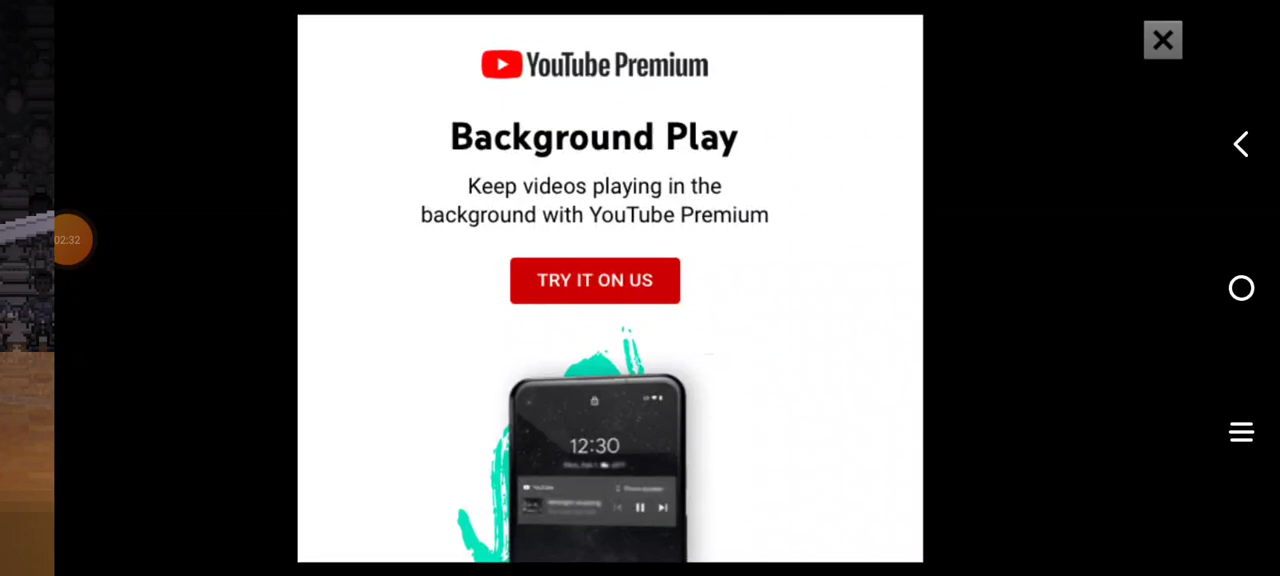 YouTube Premium
Background Play
Keep videos playing in the
background with YouTube Premium
TRY IT ON US
02:32
12:30
YouTube